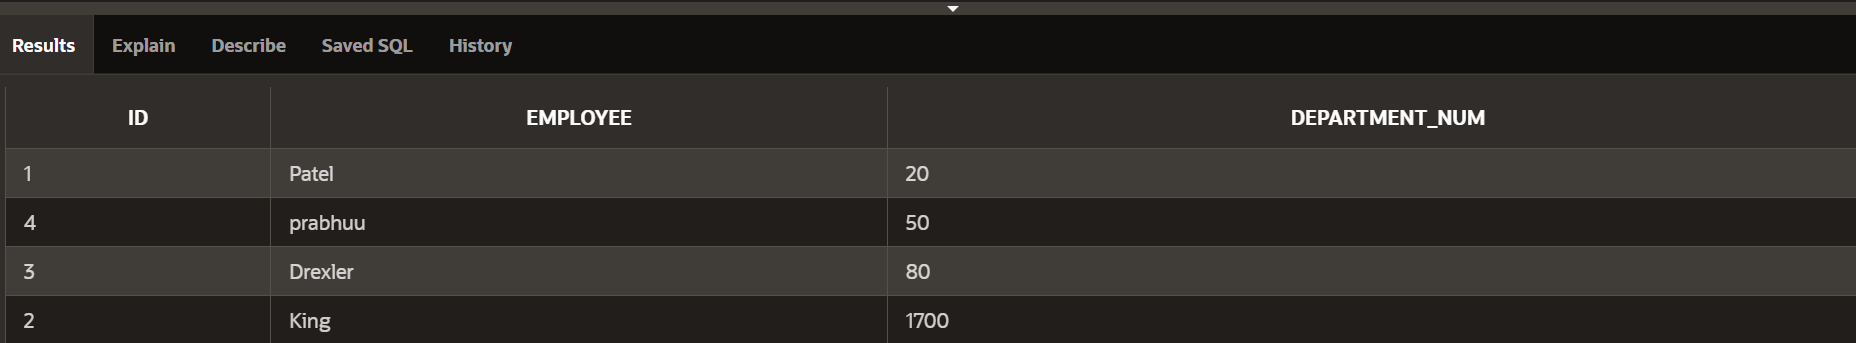 Results Explain Describe Saved SQL History
ID EMPLOYEE DEPARTMENT_NUM
1 Patel 20
4 prabhuu 50
3 Drexler 80
2 King 1700